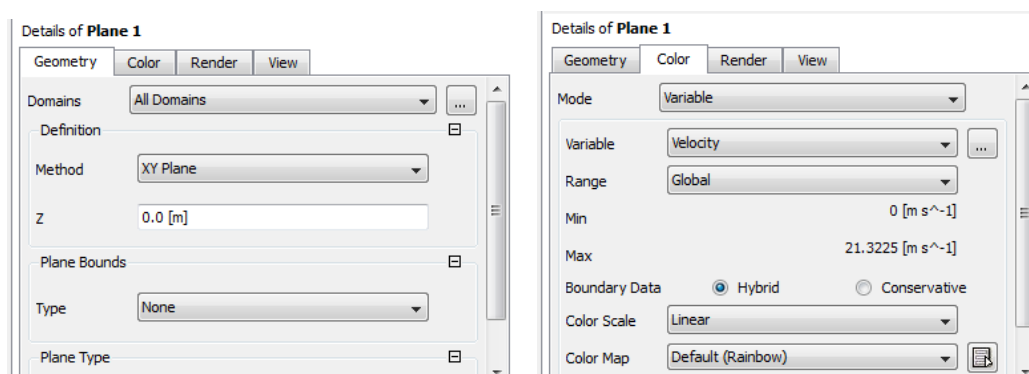 Details of Plane 1
Geometry Color Render View
Domains All Domains ...
Definition
Method XY Plane
Z 0.0 [m]
Plane Bounds
Type None
Plane Type
Details of Plane 1
Geometry Color Render View
Mode Variable
Variable Velocity ...
Range Global
Min 0 [m s^-1]
Max 21.3225 [m s^-1]
Boundary Data Hybrid Conservative
Color Scale Linear
Color Map Default (Rainbow)